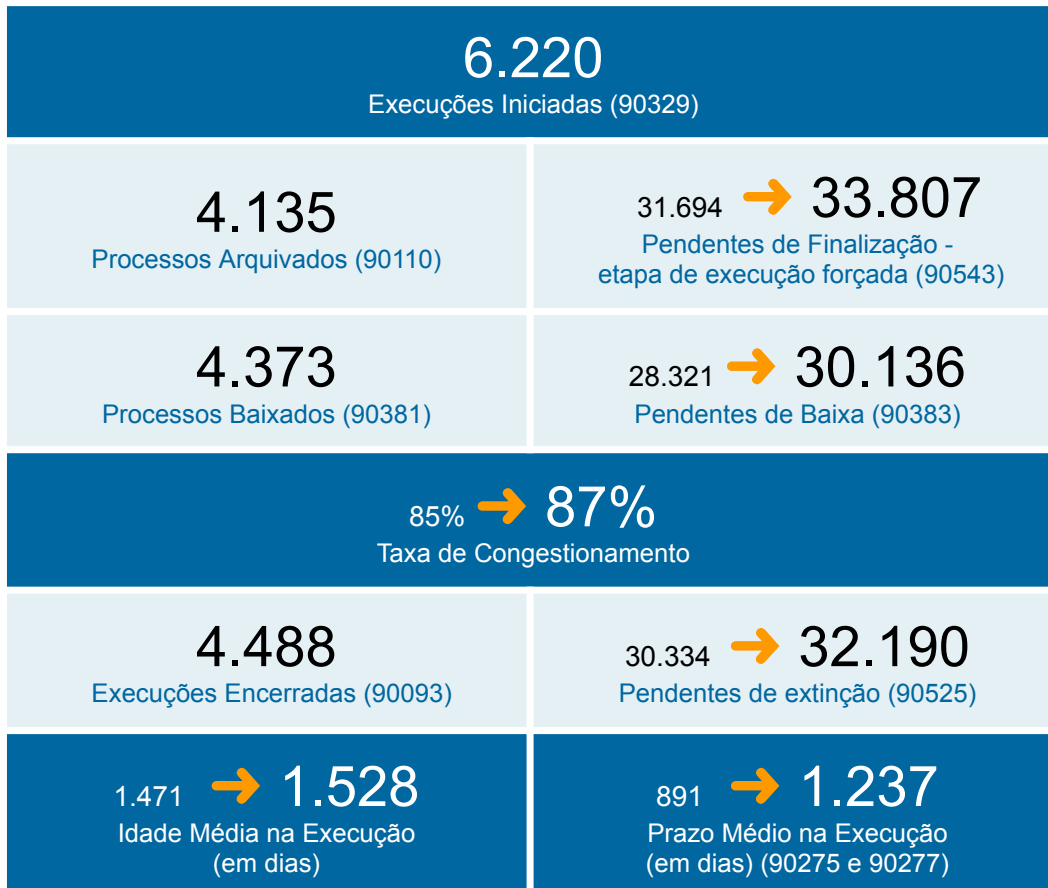 6.220
Execuções Iniciadas (90329)
4.135
Processos Arquivados (90110)
31.694 ➜ 33.807
Pendentes de Finalização -
etapa de execução forçada (90543)
4.373
Processos Baixados (90381)
28.321 ➜ 30.136
Pendentes de Baixa (90383)
85% ➜ 87%
Taxa de Congestionamento
4.488
Execuções Encerradas (90093)
30.334 ➜ 32.190
Pendentes de extinção (90525)
1.471 ➜ 1.528
Idade Média na Execução
(em dias)
891 ➜ 1.237
Prazo Médio na Execução
(em dias) (90275 e 90277)